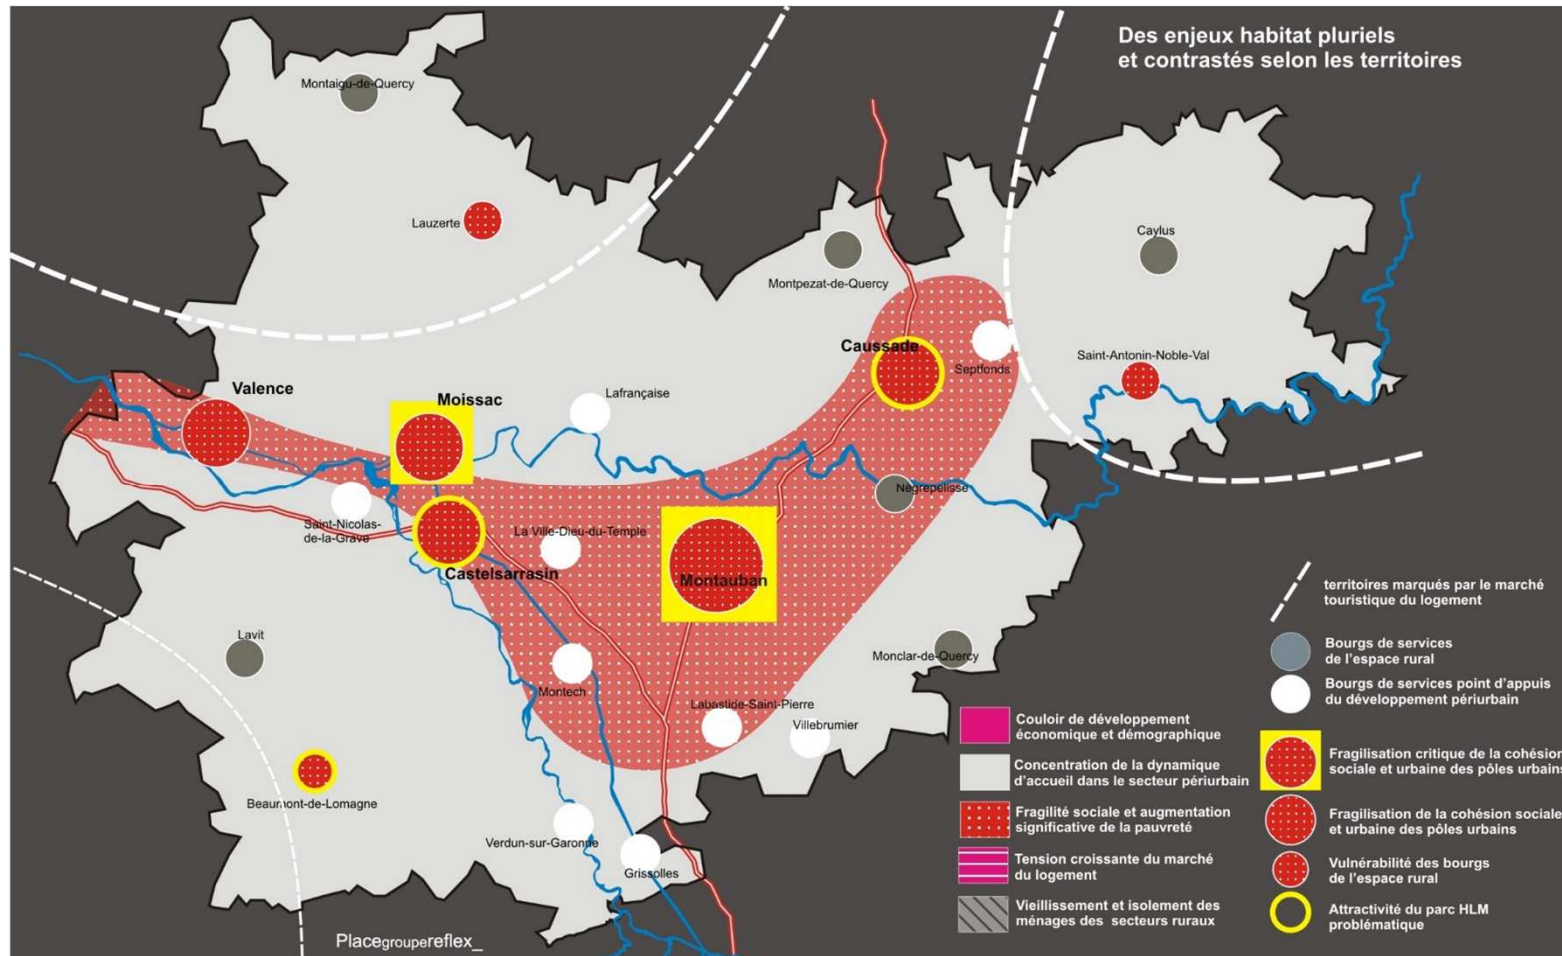 Des enjeux habitat pluriels
et contrastés selon les territoires
Montaigu-de-Quercy
Lauzerte
Caylus
Montpezat-de-Quercy
Caussade
Septfonds
Saint-Antonin-Noble-Val
Valence
Moissac
Lafrançaise
Négrepelisse
Saint-Nicolas-
de-la-Grave
La Ville-Dieu-du-Temple
Castelsarrasin
Montauban
Lavit
Monclar-de-Quercy
Montech
Labastide-Saint-Pierre
Villebrumier
Beaumont-de-Lomagne
Verdun-sur-Garonne
Grissolles
Placegroupereflex_
Couloir de développement
économique et démographique
Concentration de la dynamique
d'accueil dans le secteur périurbain
Fragilité sociale et augmentation
significative de la pauvreté
Tension croissante du marché
du logement
Vieillissement et isolement des
ménages des secteurs ruraux
territoires marqués par le marché
touristique du logement
Bourgs de services
de l'espace rural
Bourgs de services point d'appuis
du développement périurbain
Fragilisation critique de la cohésion
sociale et urbaine des pôles urbains
Fragilisation de la cohésion sociale
et urbaine des pôles urbains
Vulnérabilité des bourgs
de l'espace rural
Attractivité du parc HLM
problématique